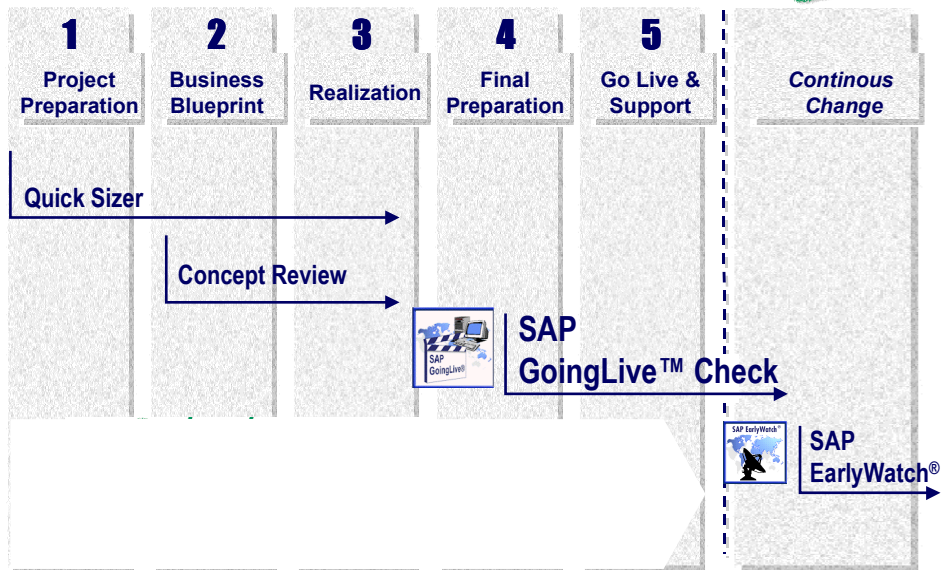 1
2
3
4
5
Project
Preparation
Business
Blueprint
Realization
Final
Preparation
Go Live &
Support
Continous
Change
Quick Sizer
Concept Review
SAP
GoingLive®
SAP
GoingLive™ Check
SAP EarlyWatch®
SAP
EarlyWatch®